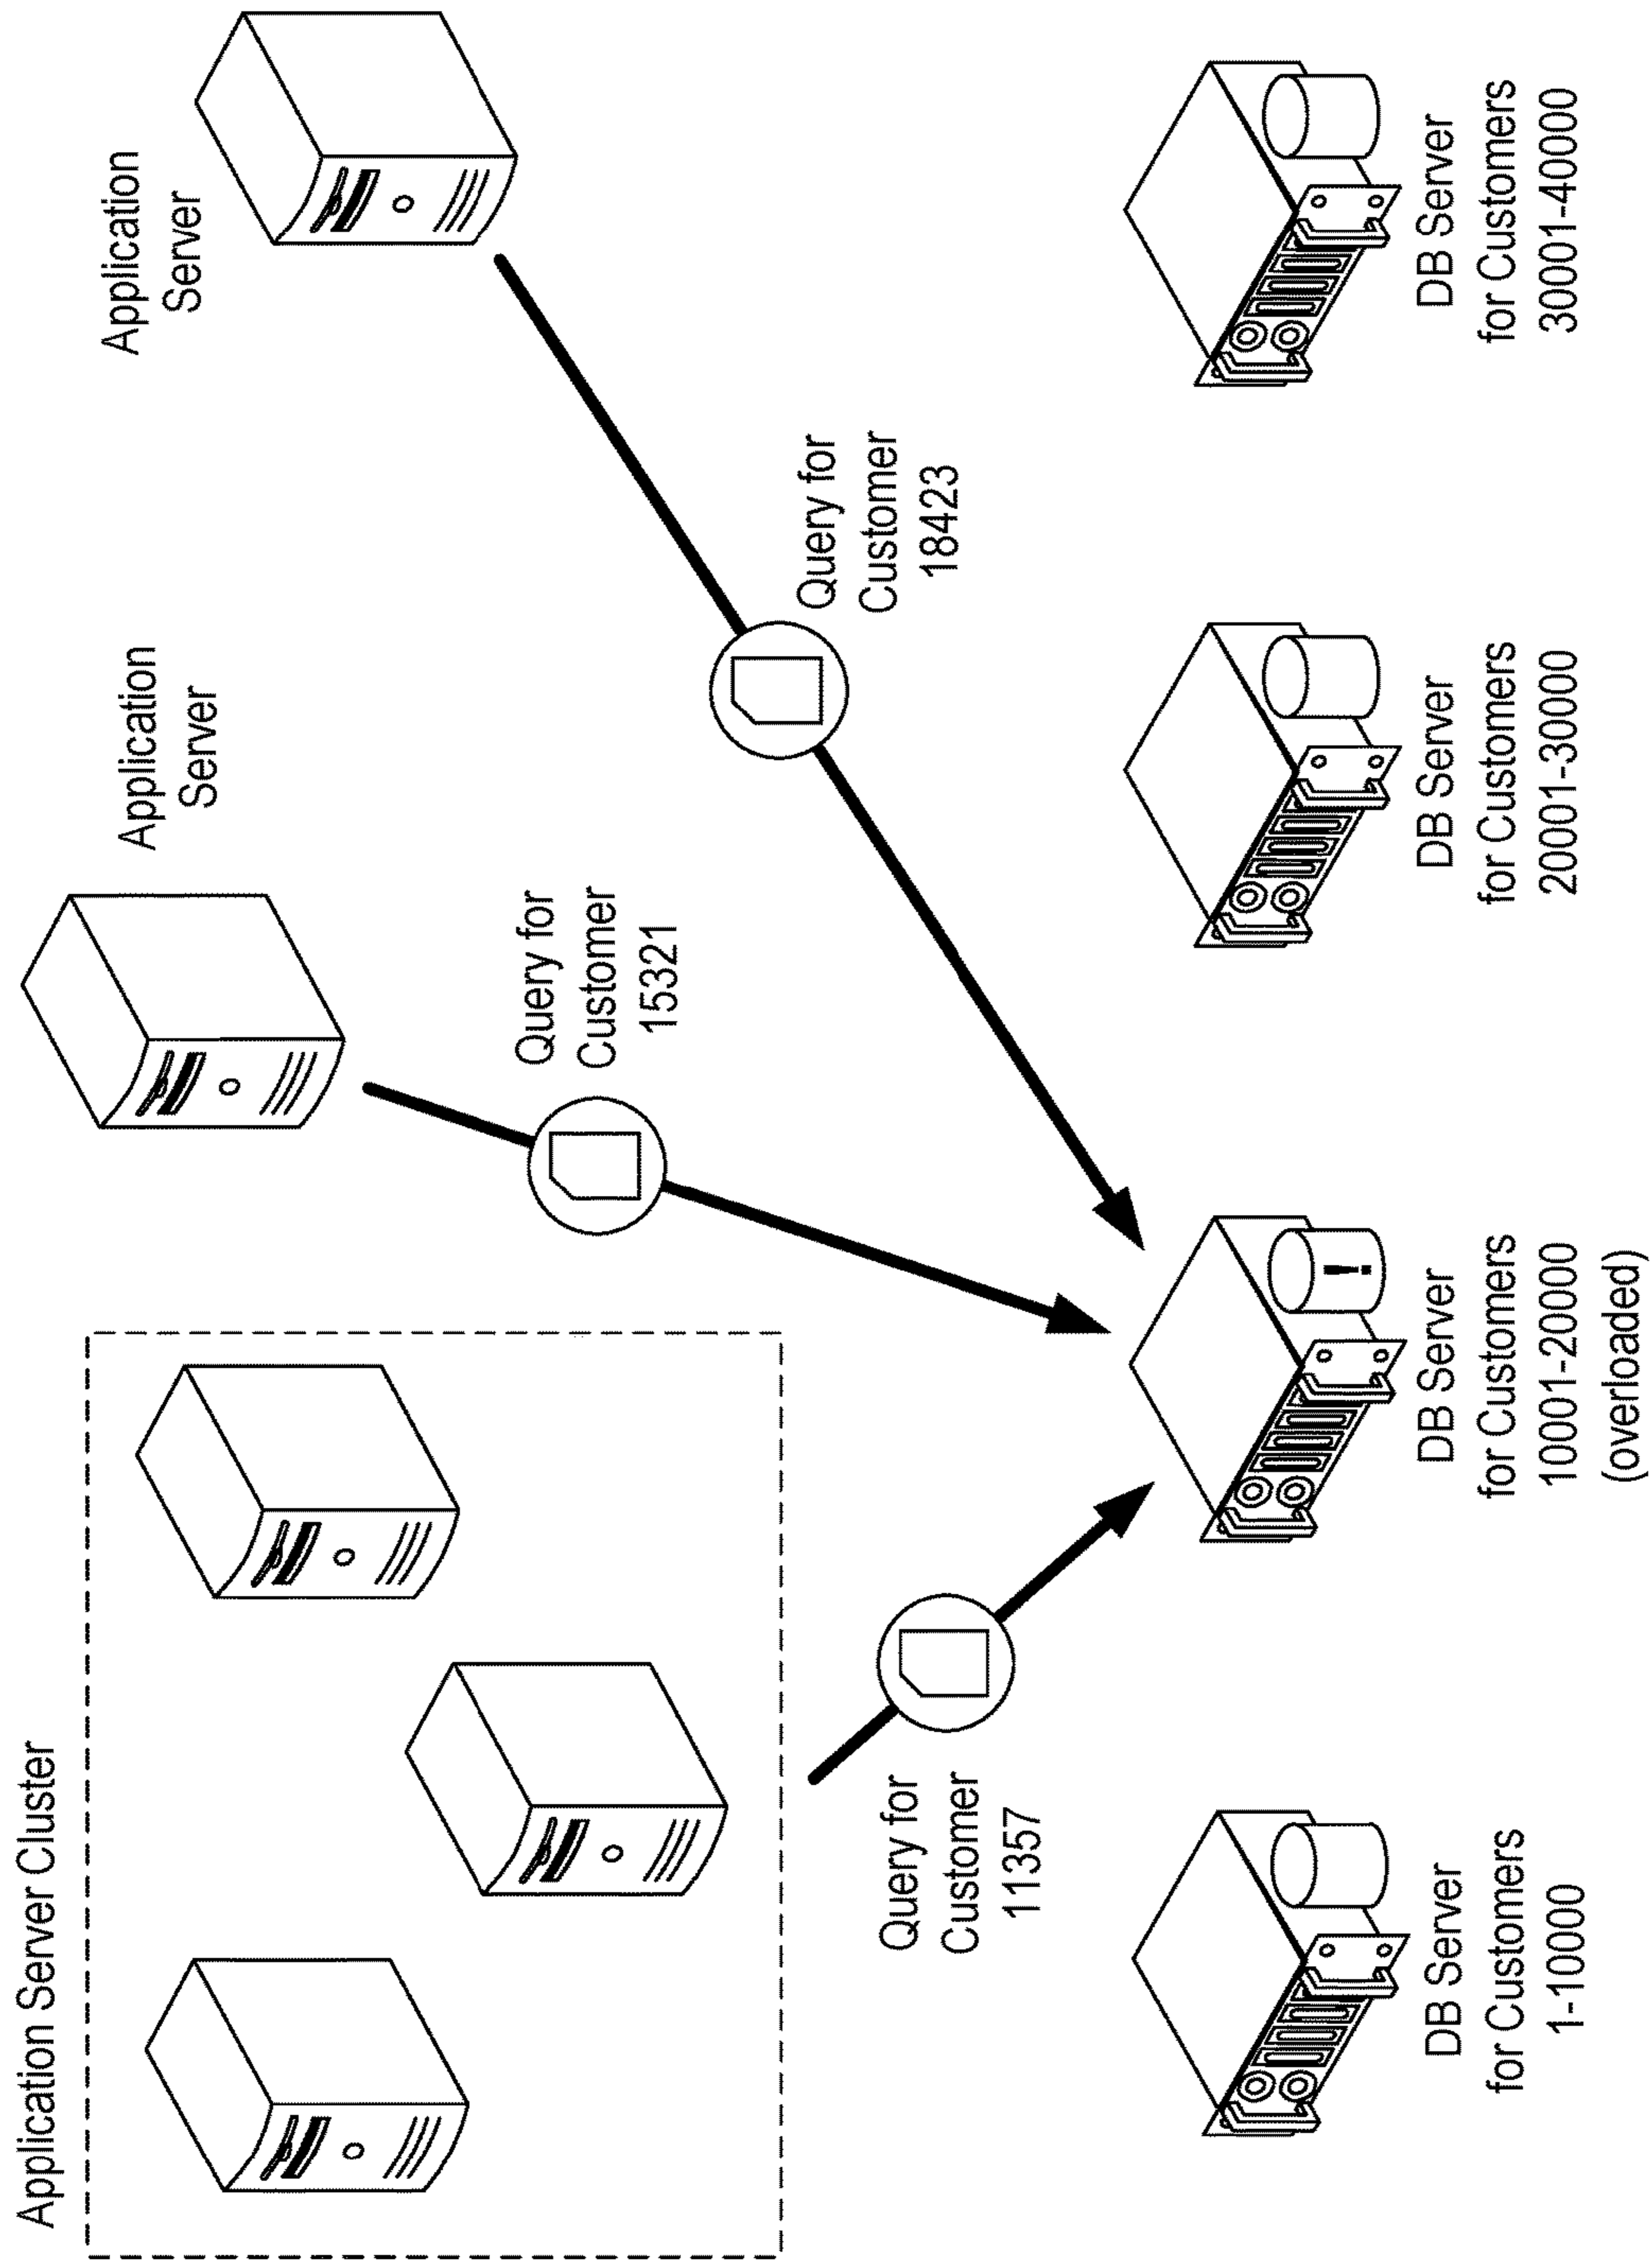 Application Server Cluster
Application
Server
Application
Server
Query for
Customer
11357
Query for
Customer
15321
Query for
Customer
18423
DB Server
for Customers
1-10000
DB Server
for Customers
10001-20000
(overloaded)
DB Server
for Customers
20001-30000
DB Server
for Customers
30001-40000
!